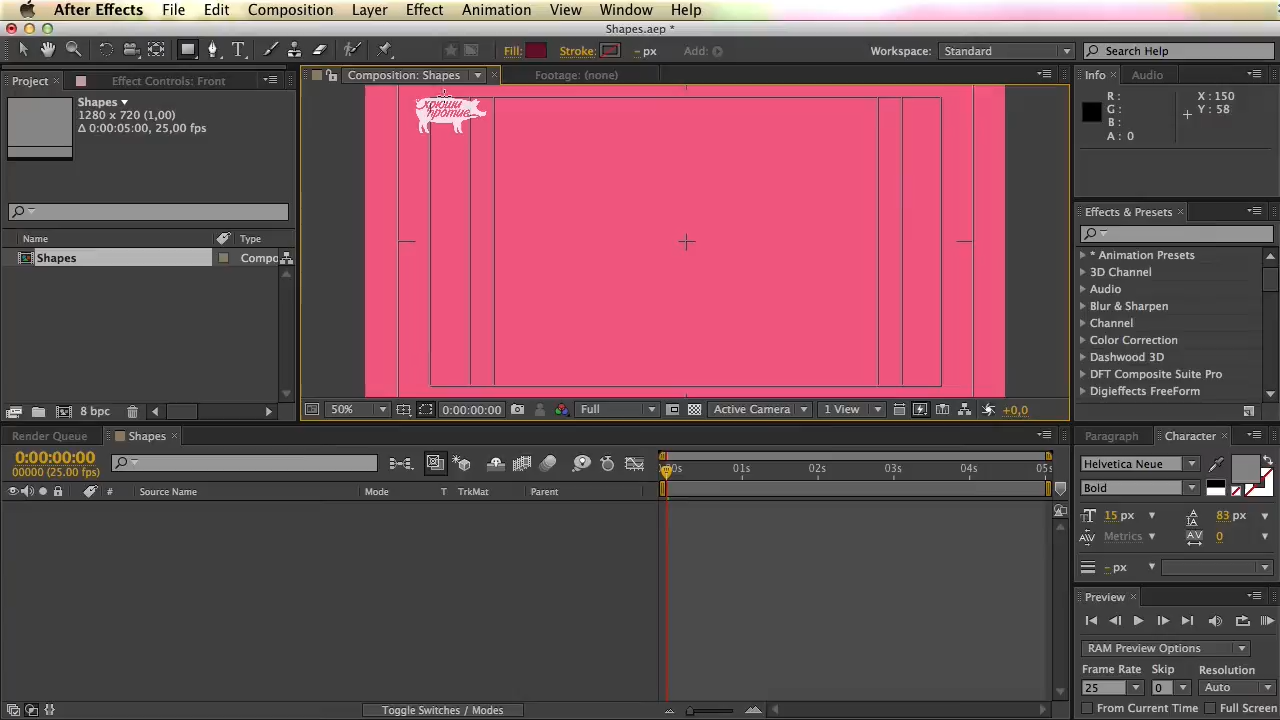 After Effects File Edit Composition Layer Effect Animation View Window Help
Shapes.aep *
Fill: Stroke: - px Add: Workspace: Standard Search Help
Project × Effect Controls: Front Composition: Shapes × Footage: (none) Info × Audio
Shapes▼
1280 x 720 (1,00)
Δ 0:00:05:00, 25,00 fps
хрюши
против
R :
G :
B :
A : 0
X : 150
Y : 58
Effects & Presets ×
Name Type
Shapes Compo
* Animation Presets
3D Channel
Audio
Blur & Sharpen
Channel
Color Correction
Dashwood 3D
DFT Composite Suite Pro
Digieffects FreeForm
8 bpc 50% 0:00:00:00 Full Active Camera 1 View +0,0
Render Queue Shapes × Paragraph Character ×
0:00:00:00
00000 (25.00 fps)
# Source Name Mode T TrkMat Parent
:00s 01s 02s 03s 04s 05s
Helvetica Neue
Bold
15 px 83 px
Metrics 0
- px
Preview ×
RAM Preview Options
Frame Rate Skip Resolution
25 0 Auto
From Current Time Full Screen
Toggle Switches / Modes